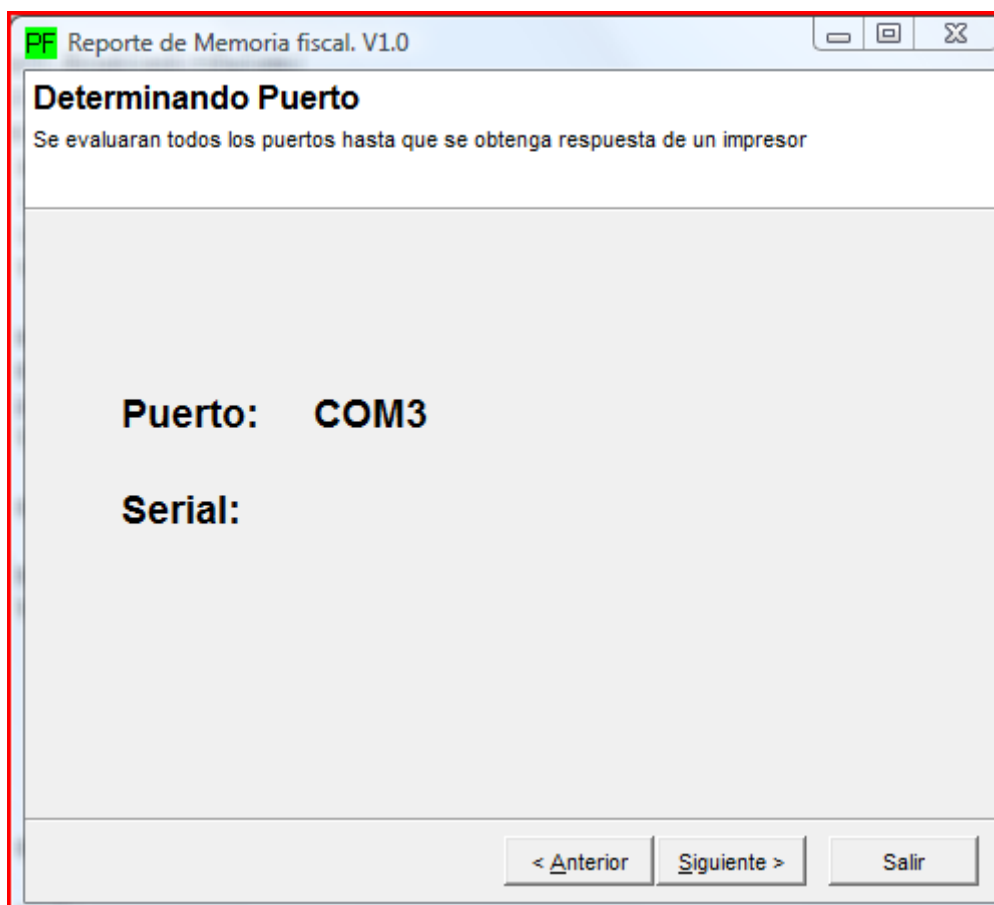 PF Reporte de Memoria fiscal. V1.0
Determinando Puerto
Se evaluaran todos los puertos hasta que se obtenga respuesta de un impresor
Puerto: COM3
Serial:
< Anterior Siguiente > Salir